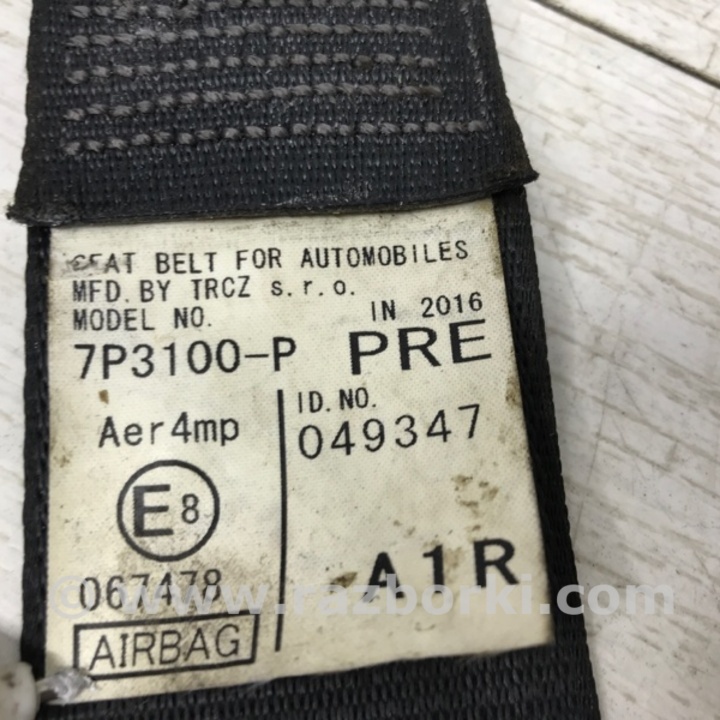 SEAT BELT FOR AUTOMOBILES
MFD. BY TRCZ s.r.o.
MODEL NO. IN 2016
7P3100-P PRE
Aer4mp
E8
067478
AIRBAG
ID. NO.
049347
A1R
© www.razborki.com